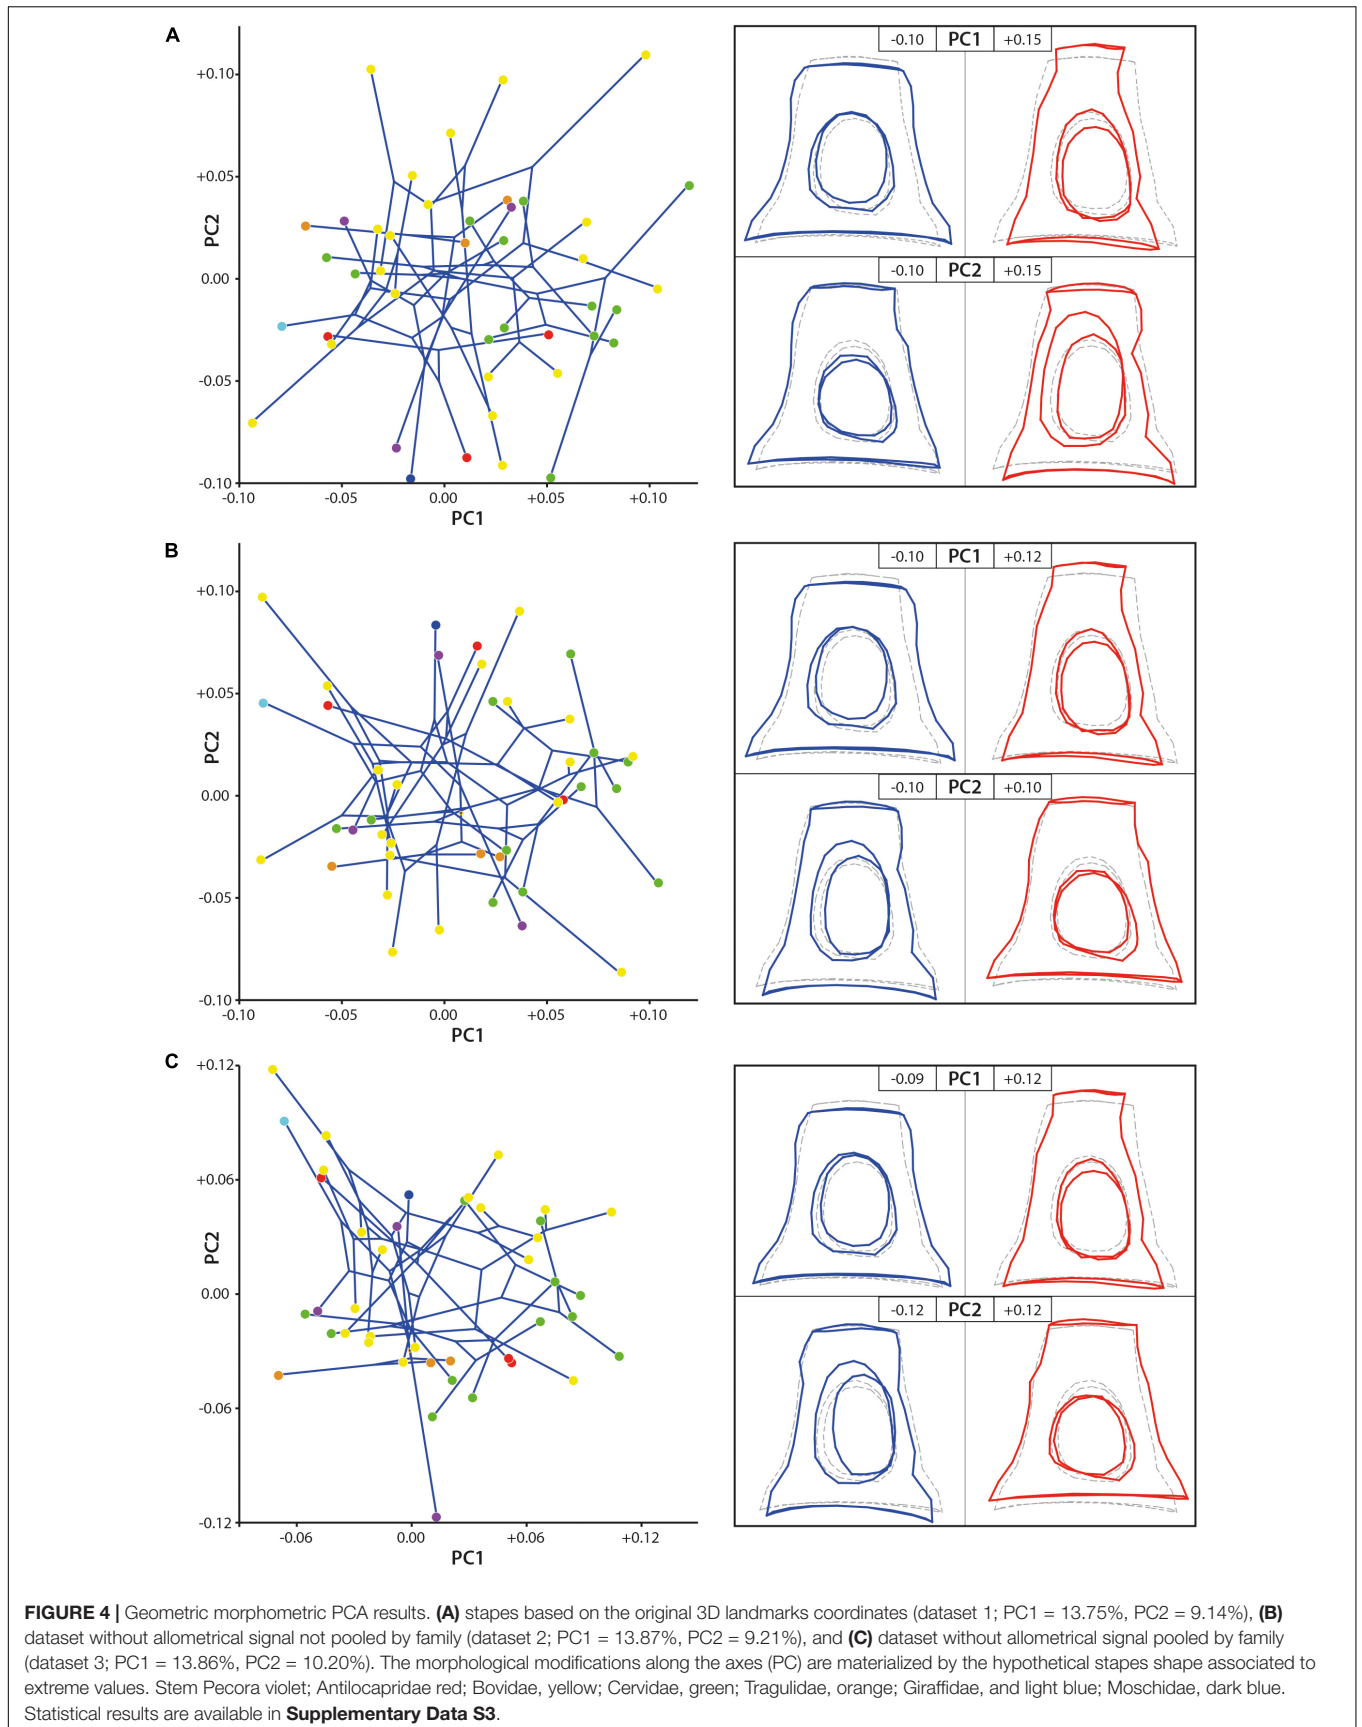 A
-0.10 PC1 +0.15
+0.10
+0.05
PC2
0.00
-0.10 PC2 +0.15
-0.05
-0.10
-0.10 -0.05 0.00 +0.05 +0.10
PC1
B
-0.10 PC1 +0.12
+0.10
+0.05
PC2
0.00
-0.10 PC2 +0.10
-0.05
-0.10
-0.10 -0.05 0.00 +0.05 +0.10
PC1
C
+0.12
-0.09 PC1 +0.12
+0.06
PC2
0.00
-0.12 PC2 +0.12
-0.06
-0.12
-0.06 0.00 +0.06 +0.12
PC1
FIGURE 4 | Geometric morphometric PCA results. (A) stapes based on the original 3D landmarks coordinates (dataset 1; PC1 = 13.75%, PC2 = 9.14%), (B)
dataset without allometrical signal not pooled by family (dataset 2; PC1 = 13.87%, PC2 = 9.21%), and (C) dataset without allometrical signal pooled by family
(dataset 3; PC1 = 13.86%, PC2 = 10.20%). The morphological modifications along the axes (PC) are materialized by the hypothetical stapes shape associated to
extreme values. Stem Pecora violet; Antilocapridae red; Bovidae, yellow; Cervidae, green; Tragulidae, orange; Giraffidae, and light blue; Moschidae, dark blue.
Statistical results are available in Supplementary Data S3.